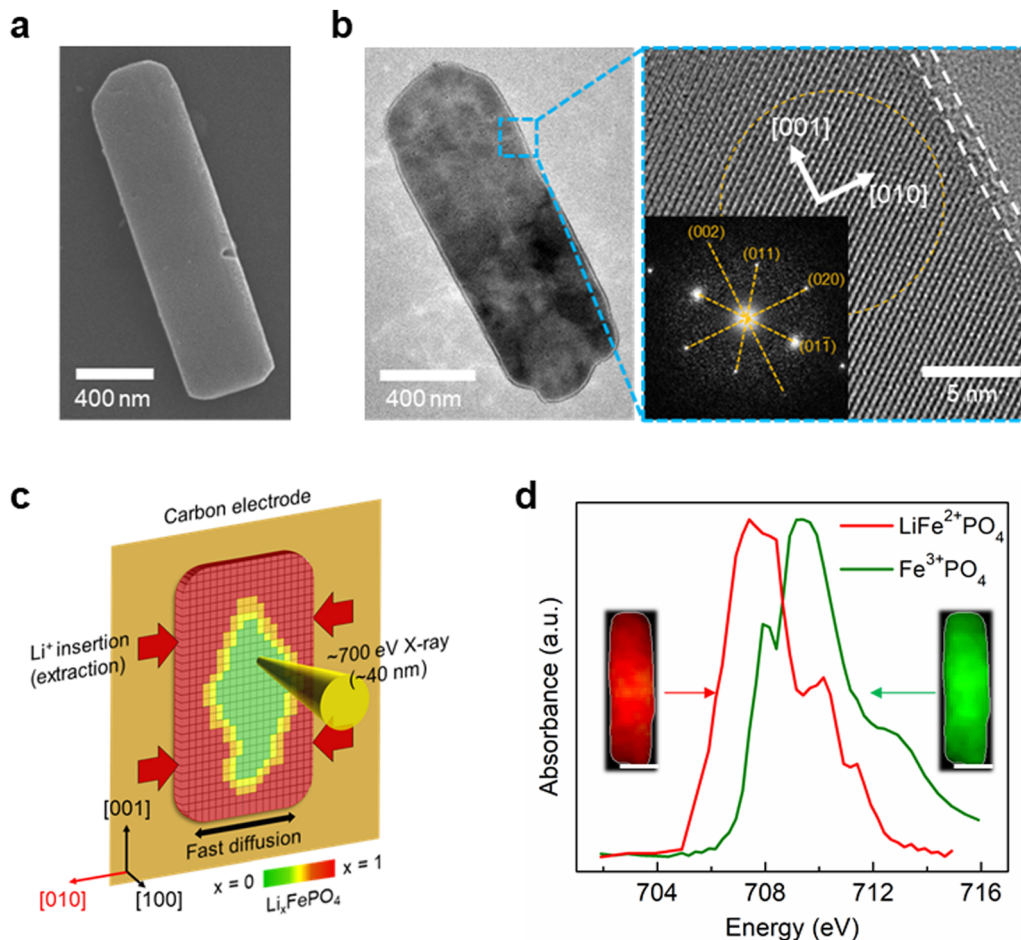 a
400 nm
b
400 nm
[001]
[010]
(002)
(011)
(020)
(011̄)
5 nm
c
Carbon electrode
Li⁺ insertion
(extraction)
~700 eV X-ray
(~40 nm)
[001]
Fast diffusion
[010]
[100]
x = 0
x = 1
LiₓFePO₄
d
LiFe²⁺PO₄
Fe³⁺PO₄
Absorbance (a.u.)
704
708
712
716
Energy (eV)